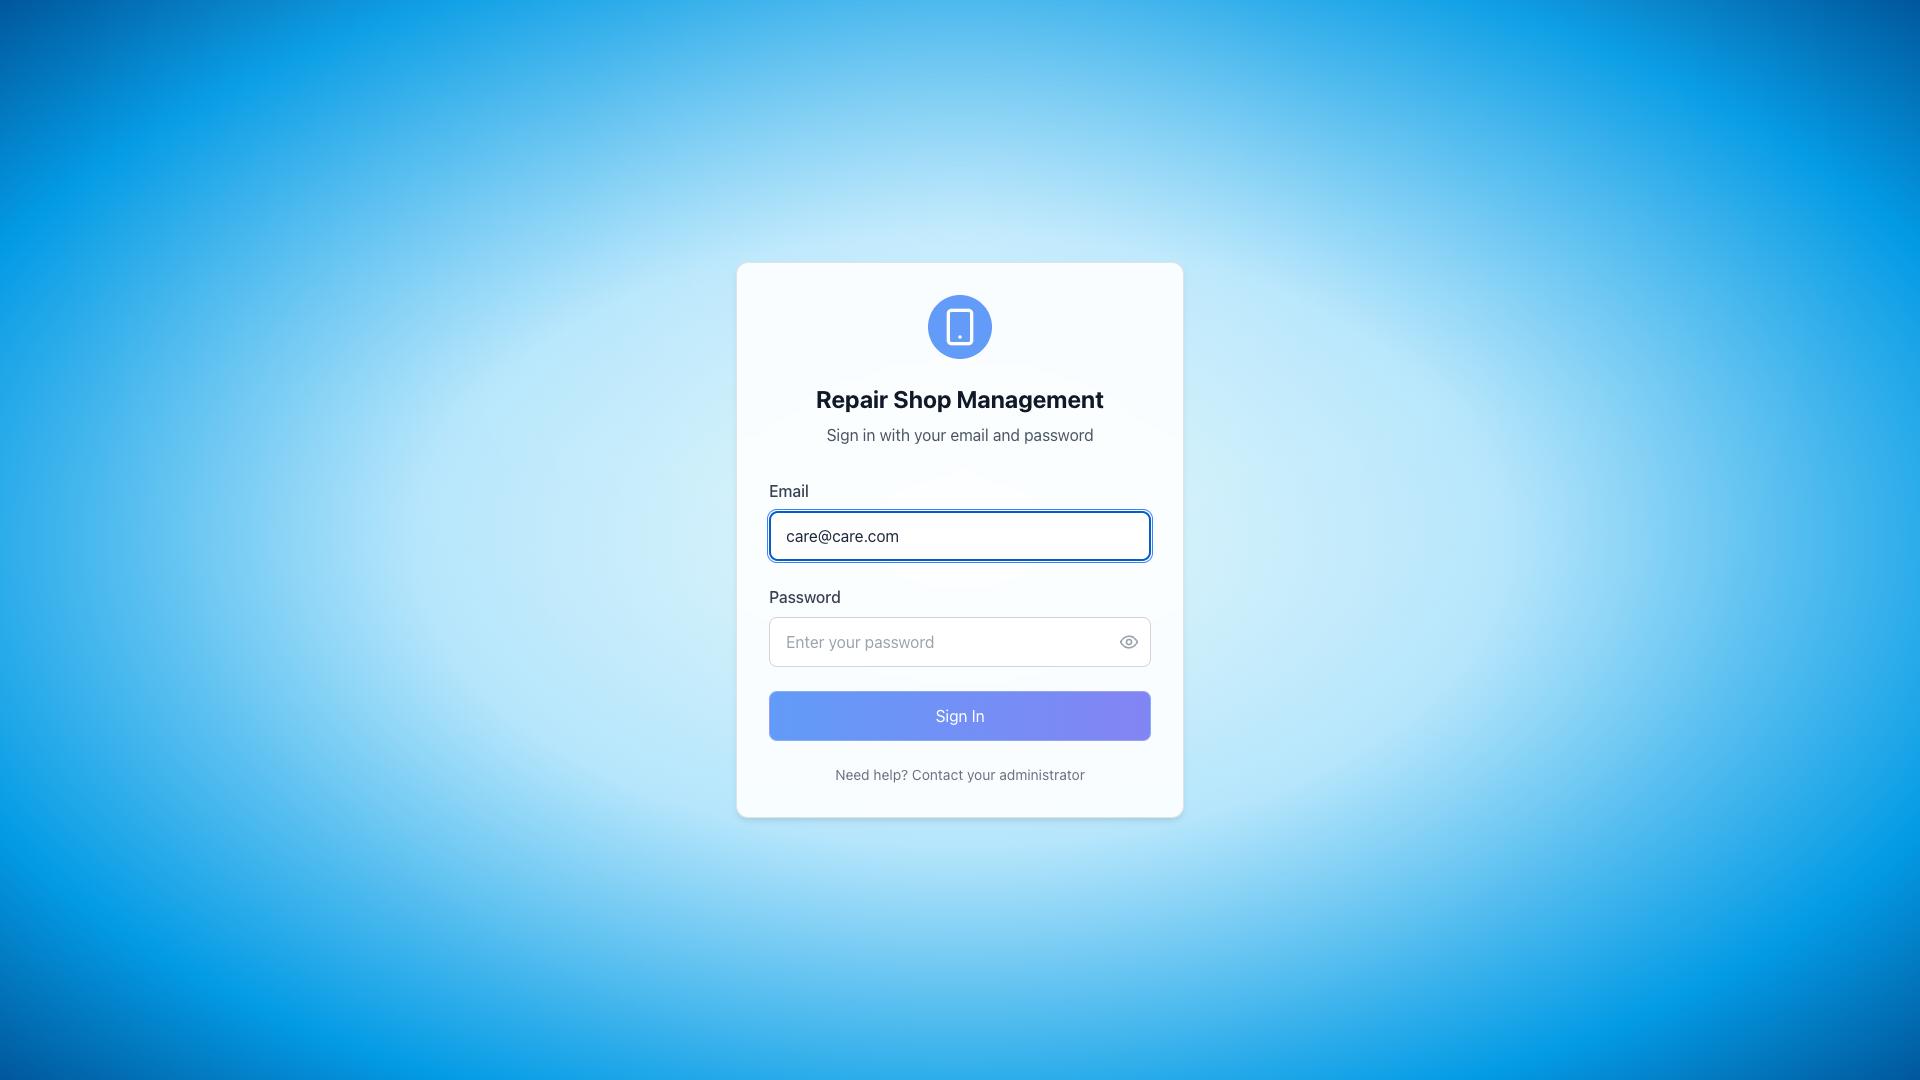 Repair Shop Management
Sign in with your email and password
Email
care@care.com
Password
Enter your password
Sign In
Need help? Contact your administrator